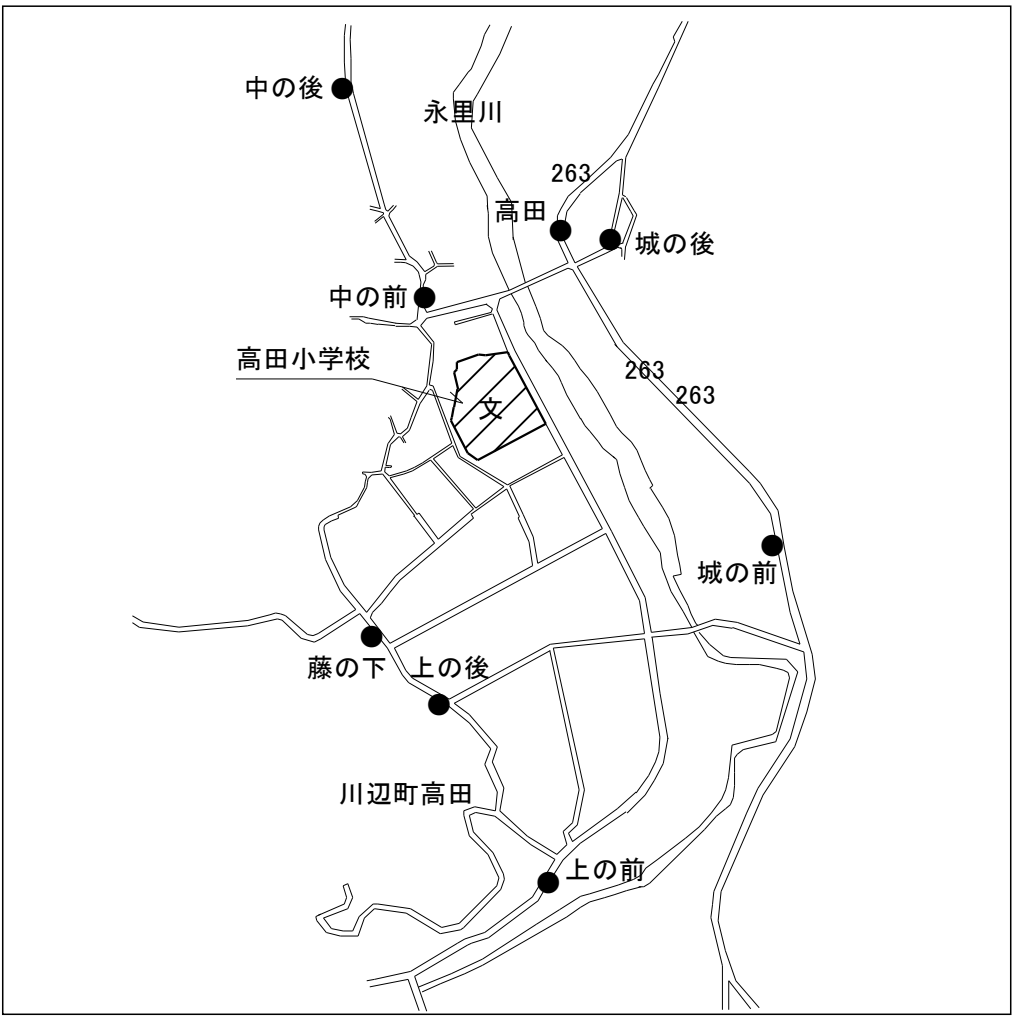 中の後
永里川
263
高田
城の後
中の前
高田小学校
263
263
文
城の前
藤の下
上の後
川辺町高田
上の前